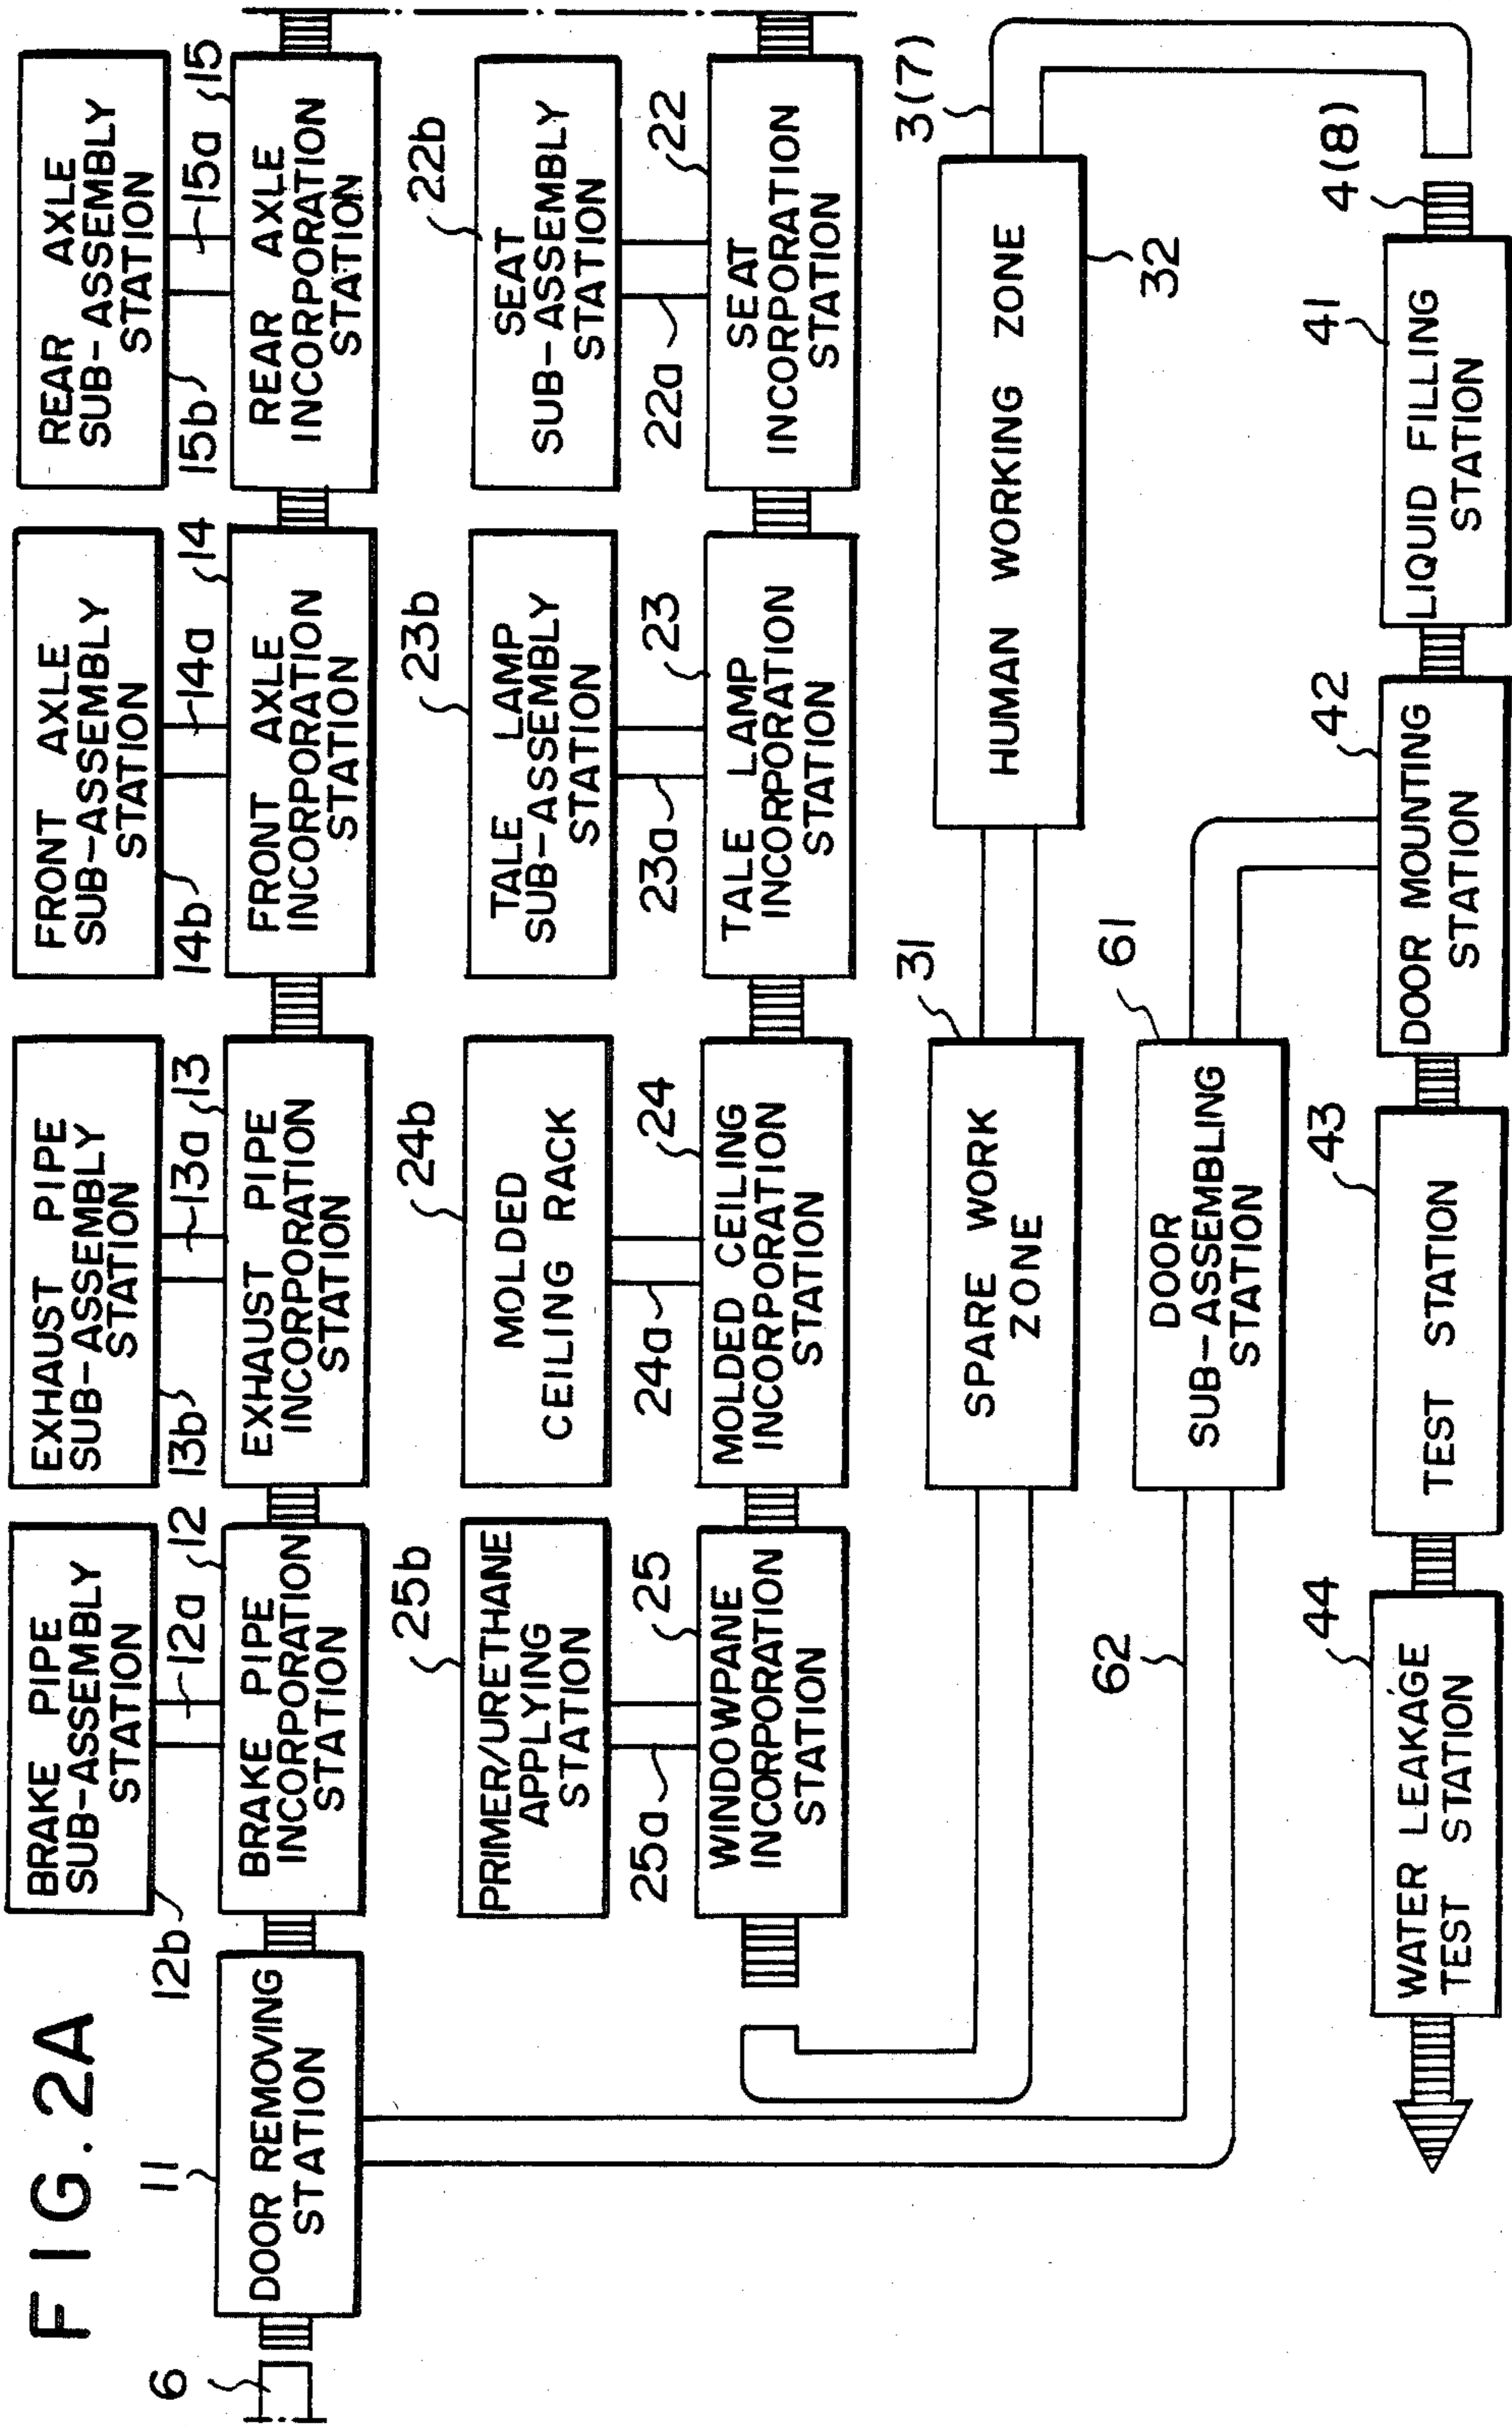 FIG. 2A
6
11
DOOR REMOVING
STATION
BRAKE PIPE
SUB-ASSEMBLY
STATION
12b
12a
12
BRAKE PIPE
INCORPORATION
STATION
EXHAUST PIPE
SUB-ASSEMBLY
STATION
13b
13a
13
EXHAUST PIPE
INCORPORATION
STATION
FRONT AXLE
SUB-ASSEMBLY
STATION
14b
14a
14
FRONT AXLE
INCORPORATION
STATION
REAR AXLE
SUB-ASSEMBLY
STATION
15b
15a
15
REAR AXLE
INCORPORATION
STATION
25b
PRIMER/URETHANE
APPLYING
STATION
25a
25
WINDOWPANE
INCORPORATION
STATION
24b
MOLDED
CEILING RACK
24a
24
MOLDED CEILING
INCORPORATION
STATION
23b
TALE LAMP
SUB-ASSEMBLY
STATION
23a
23
TALE LAMP
INCORPORATION
STATION
22b
SEAT
SUB-ASSEMBLY
STATION
22a
22
SEAT
INCORPORATION
STATION
31
SPARE WORK
ZONE
HUMAN WORKING ZONE
32
3(7)
62
61
DOOR
SUB-ASSEMBLING
STATION
44
WATER LEAKAGE
TEST STATION
43
TEST STATION
42
DOOR MOUNTING
STATION
41
LIQUID FILLING
STATION
4(8)